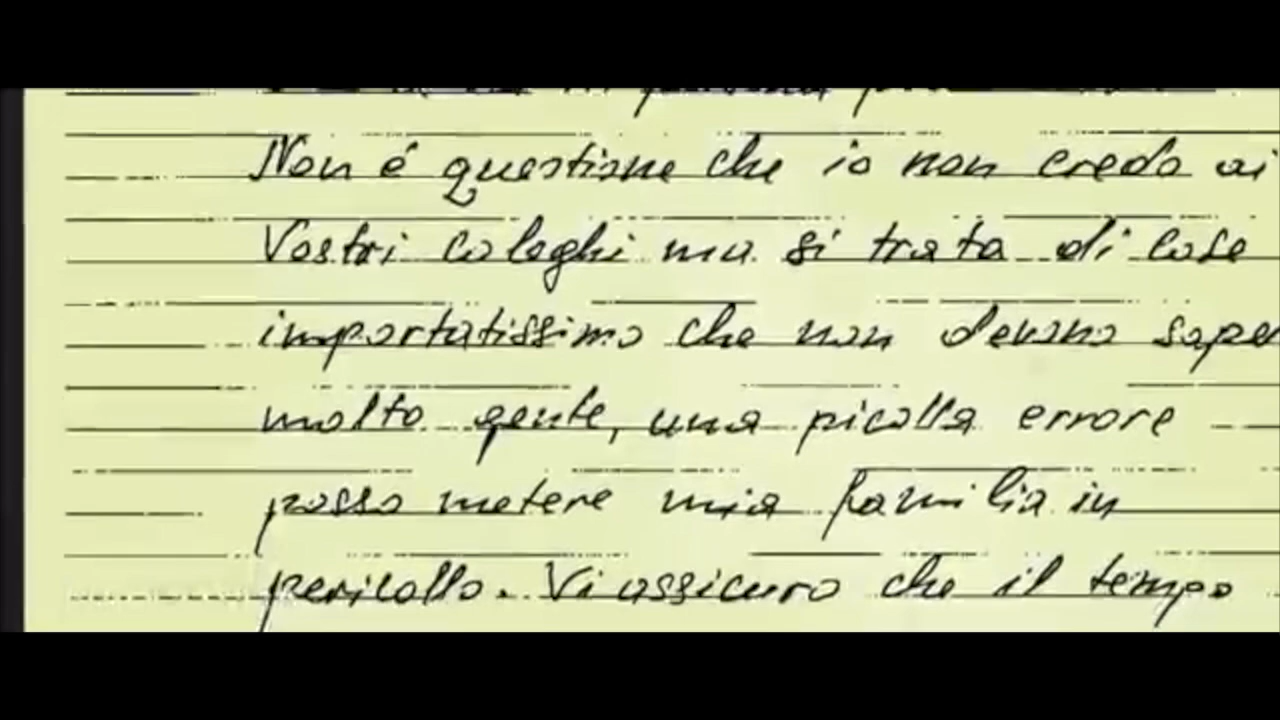 Non é questione che io non credo ai
Vostri coleghi ma si trata di cose
importatissimo che non devono sape
molto gente, una picolla errore
posso metere mia familia in
pericollo. Vi assicuro che il tempo